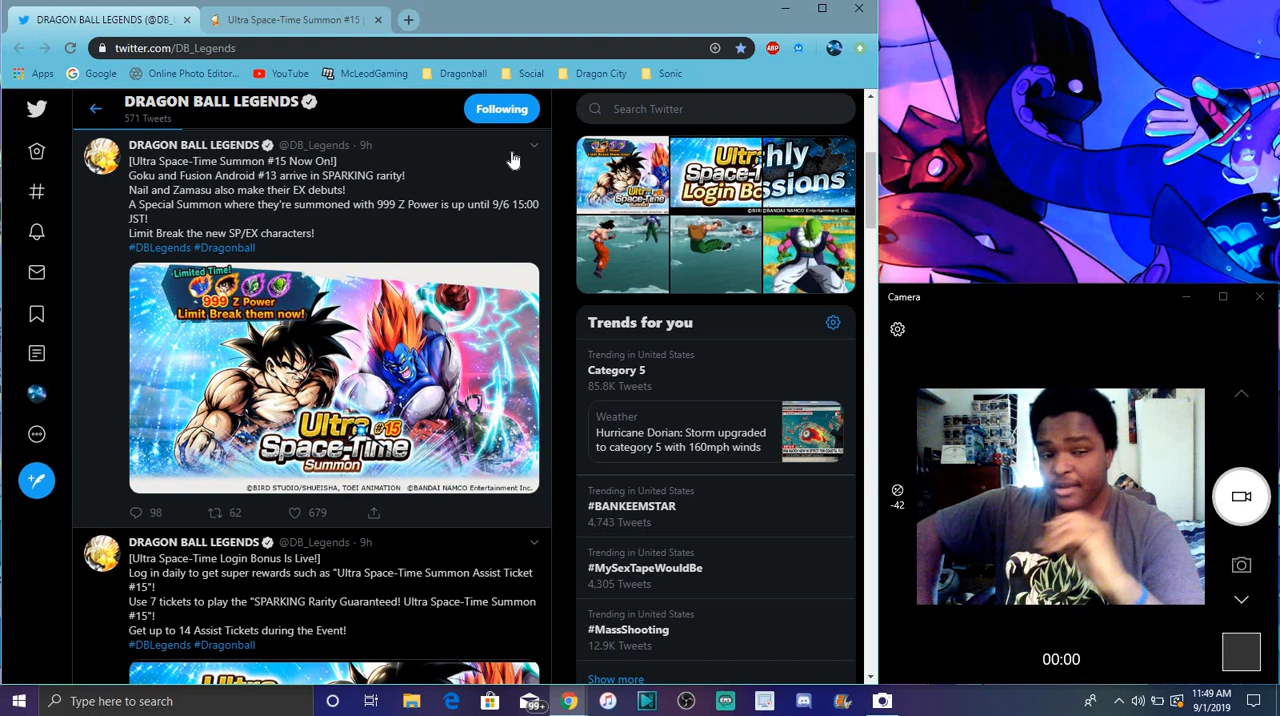 DRAGON BALL LEGENDS (@DB_
Ultra Space-Time Summon #15 |
twitter.com/DB_Legends
ABP
Apps
Google
Online Photo Editor...
YouTube
McLeodGaming
Dragonball
Social
Dragon City
Sonic
DRAGON BALL LEGENDS
571 Tweets
Following
Search Twitter
DRAGON BALL LEGENDS @DB_Legends · 9h
[Ultra Space-Time Summon #15 Now On!]
Goku and Fusion Android #13 arrive in SPARKING rarity!
Nail and Zamasu also make their EX debuts!
A Special Summon where they're summoned with 999 Z Power is up until 9/6 15:00
JST!
Limit Break the new SP/EX characters!
#DBLegends #Dragonball
Limited Time!
999 Z Power
Limit Break them now!
Ultra #15
Space-Time
Summon
©BIRD STUDIO/SHUEISHA, TOEI ANIMATION ©BANDAI NAMCO Entertainment Inc.
98
62
679
DRAGON BALL LEGENDS @DB_Legends · 9h
[Ultra Space-Time Login Bonus Is Live!]
Log in daily to get super rewards such as "Ultra Space-Time Summon Assist Ticket
#15"!
Use 7 tickets to play the "SPARKING Rarity Guaranteed! Ultra Space-Time Summon
#15"!
Get up to 14 Assist Tickets during the Event!
#DBLegends #Dragonball
Trends for you
Trending in United States
Category 5
85.8K Tweets
Weather
Hurricane Dorian: Storm upgraded
to category 5 with 160mph winds
Trending in United States
#BANKEEMSTAR
4,743 Tweets
Trending in United States
#MySexTapeWouldBe
4,305 Tweets
Trending in United States
#MassShooting
12.9K Tweets
Show more
Camera
-42
00:00
Type here to search
99+
11:49 AM
9/1/2019